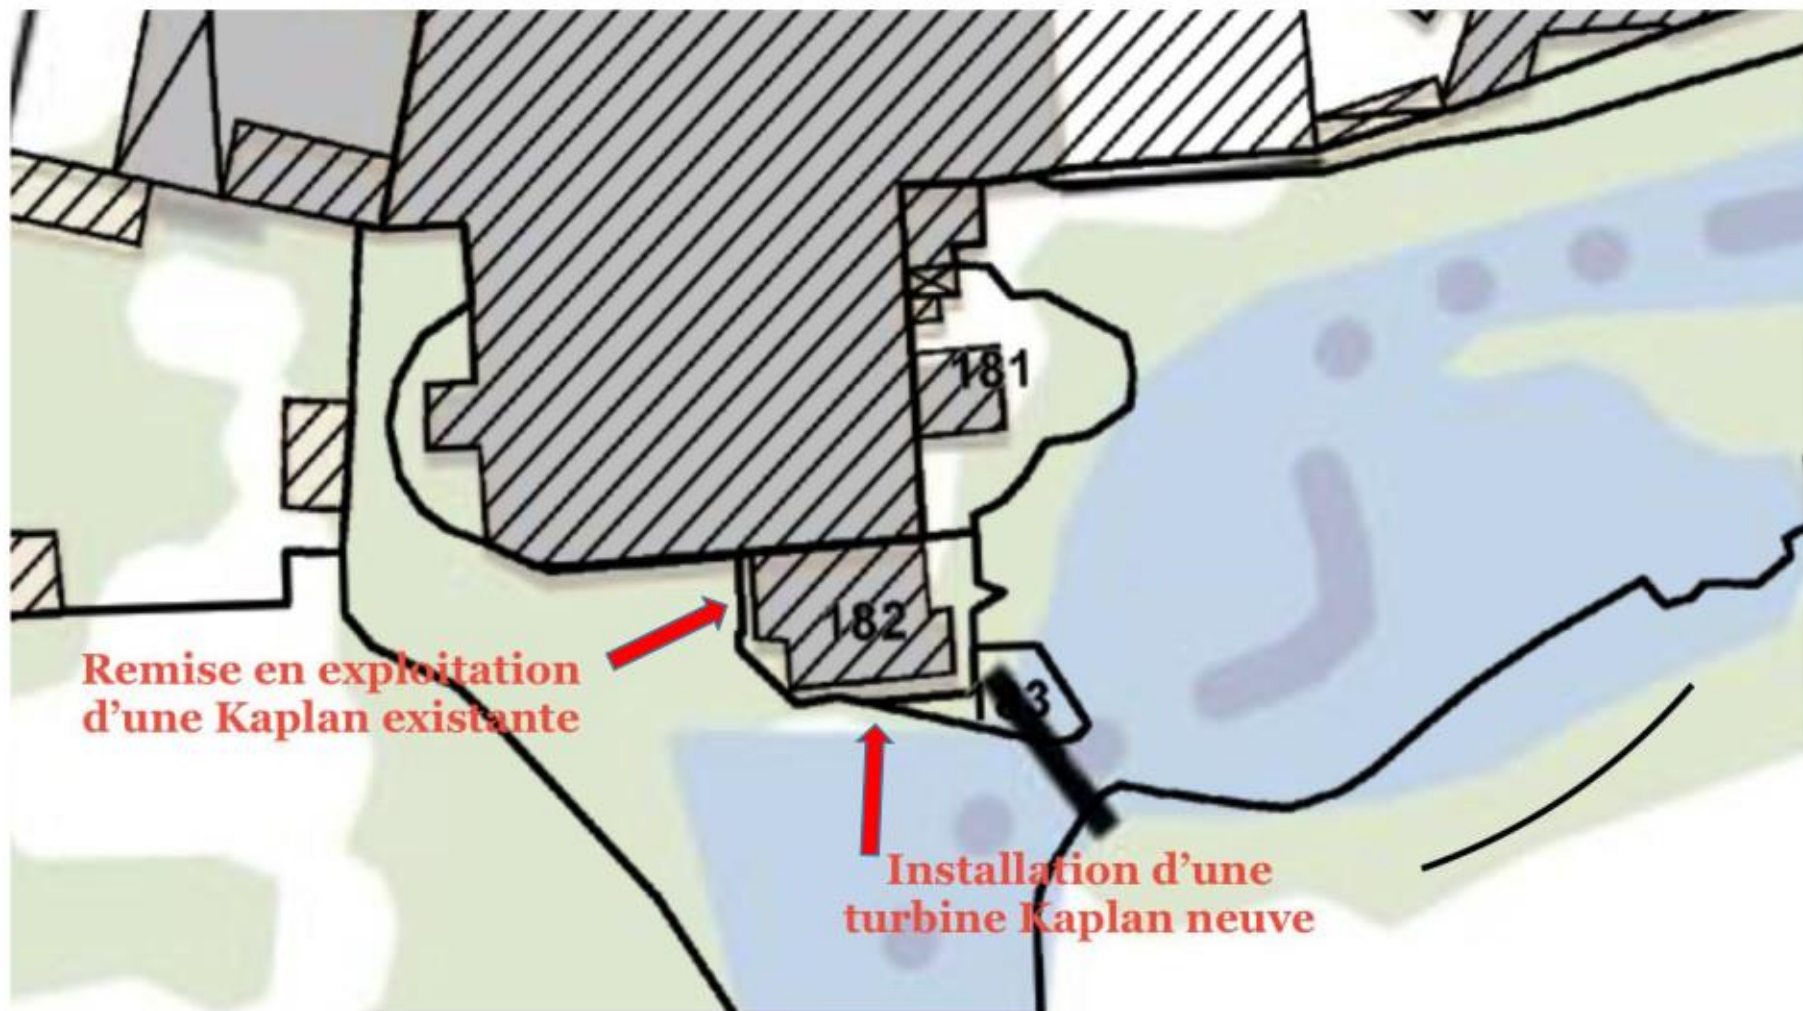 181
182
Remise en exploitation
d'une Kaplan existante
Installation d'une
turbine Kaplan neuve